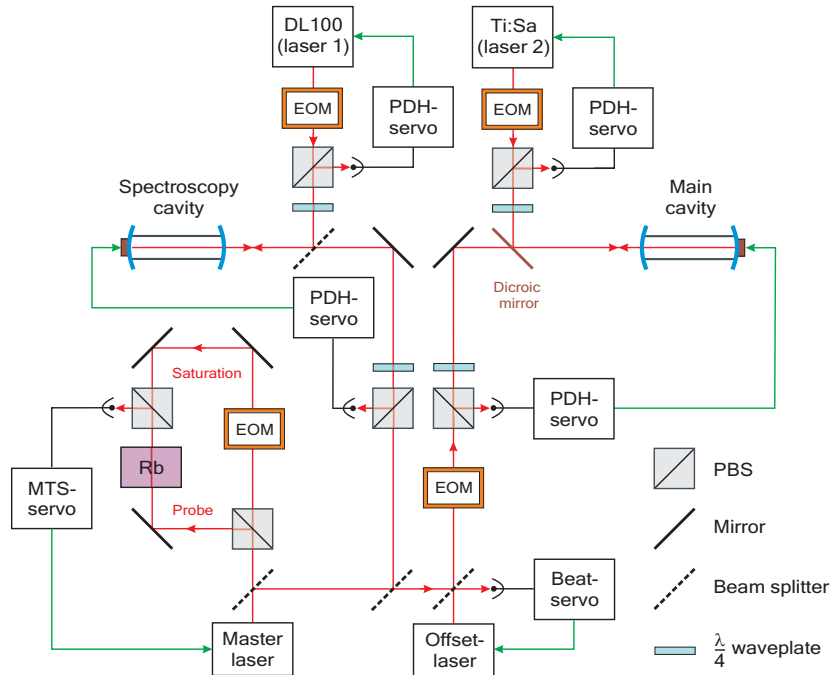 DL100
(laser 1)
Ti:Sa
(laser 2)
EOM
PDH-
servo
EOM
PDH-
servo
Spectroscopy
cavity
Main
cavity
Dicroic
mirror
PDH-
servo
Saturation
EOM
PDH-
servo
Rb
EOM
MTS-
servo
Probe
Beat-
servo
Master
laser
Offset-
laser
PBS
Mirror
Beam splitter
λ
4 waveplate